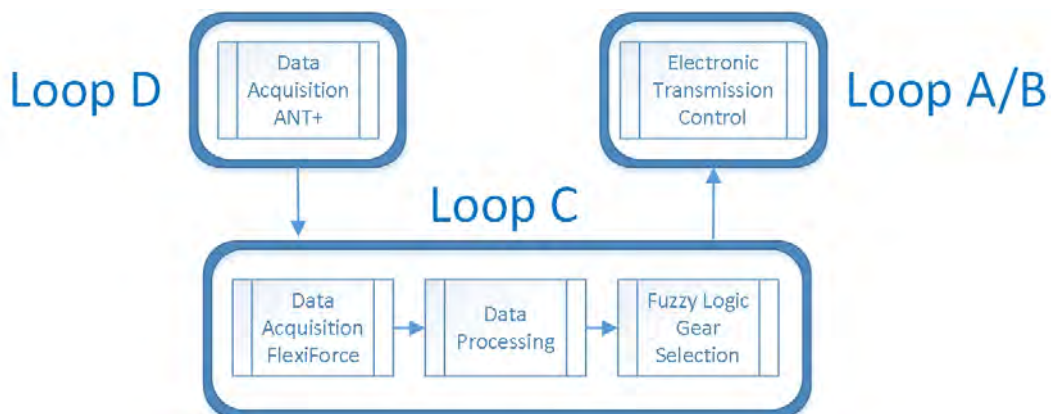 Loop D
Data
Acquisition
ANT+
Electronic
Transmission
Control
Loop A/B
Loop C
Data
Acquisition
FlexiForce
Data
Processing
Fuzzy Logic
Gear
Selection